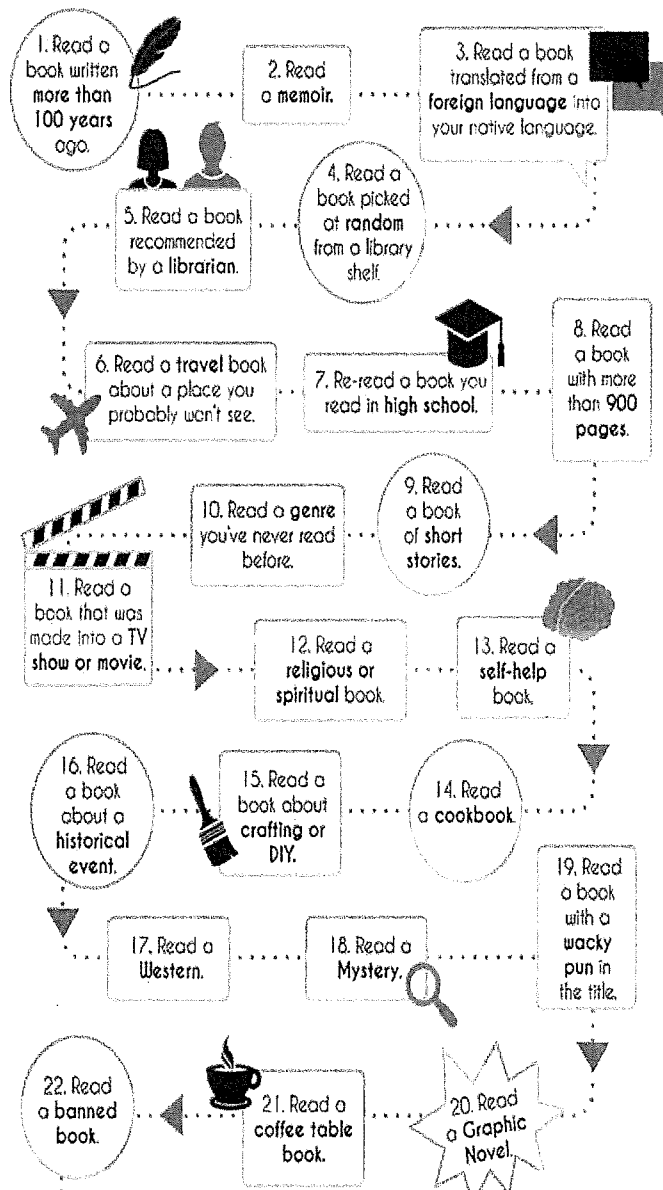 1. Read a
book written
more than
100 years
ago.
2. Read
a memoir.
3. Read a book
translated from a
foreign language into
your native language.
4. Read a
book picked
at random
from a library
shelf.
5. Read a book
recommended
by a librarian.
6. Read a travel book
about a place you
probably won't see.
7. Re-read a book you
read in high school.
8. Read
a book
with more
than 900
pages.
9. Read
a book
of short
stories.
10. Read a genre
you've never read
before.
11. Read a
book that was
made into a TV
show or movie.
12. Read a
religious or
spiritual book.
13. Read a
self-help
book.
14. Read
a cookbook.
15. Read a
book about
crafting or
DIY.
16. Read
a book
about a
historical
event.
17. Read a
Western.
18. Read a
Mystery.
19. Read
a book
with a
wacky
pun in
the title.
20. Read
a Graphic
Novel.
21. Read a
coffee table
book.
22. Read
a banned
book.